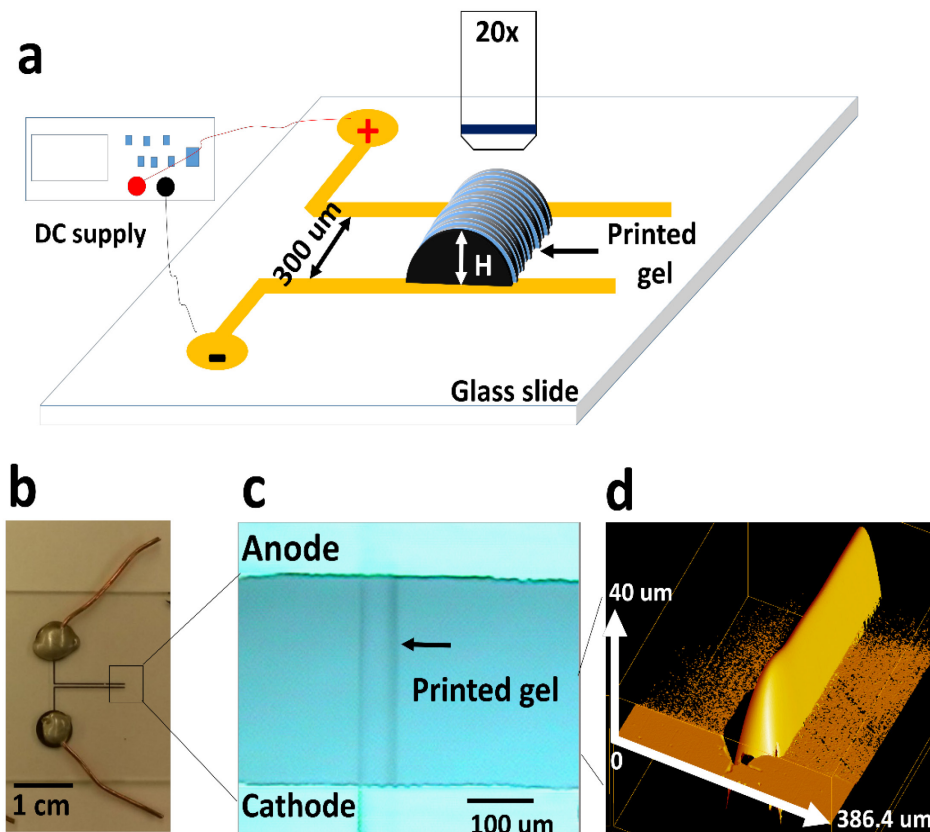 a
20x
+
DC supply
300 um
H
Printed
gel
-
Glass slide
b
c
d
Anode
Printed gel
Cathode
1 cm
100 um
40 um
0
386.4 um